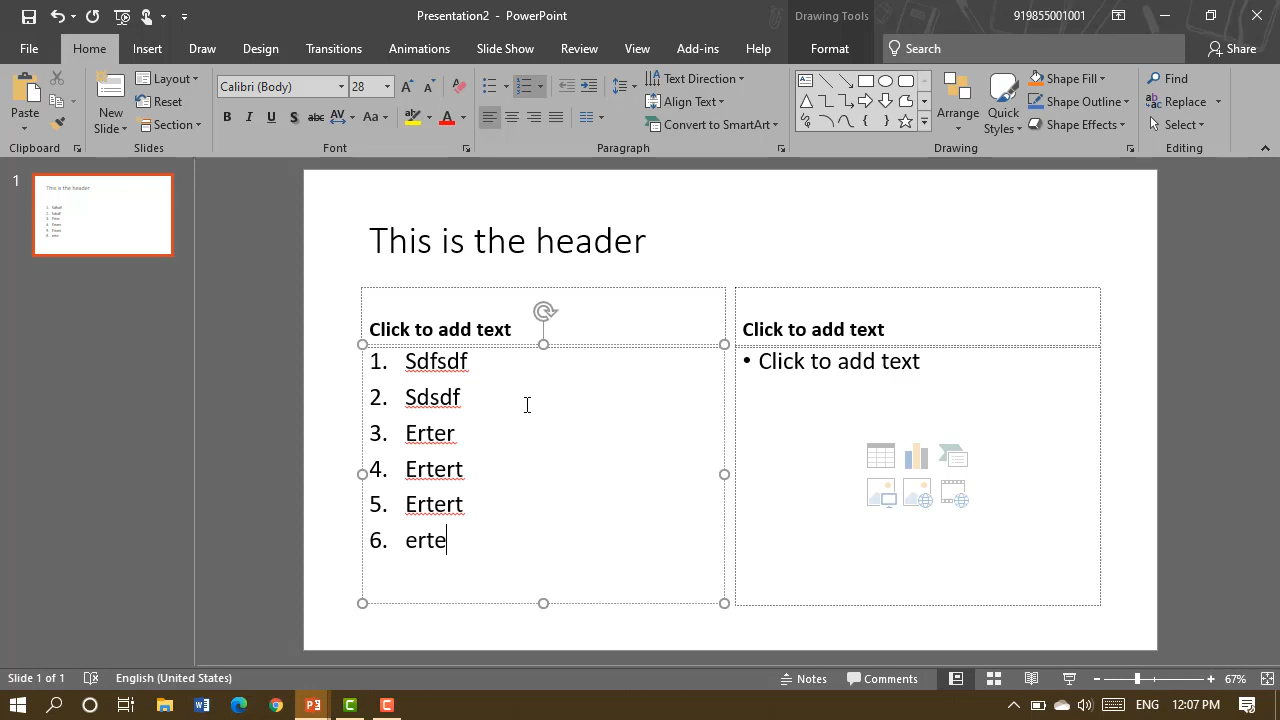 Presentation2 - PowerPoint
Drawing Tools
919855001001
File Home Insert Draw Design Transitions Animations Slide Show Review View Add-ins Help Format Search Share
Paste
New Slide
Layout
Reset
Section
Calibri (Body) 28
B I U S abc AV Aa A
Text Direction
Align Text
Convert to SmartArt
Arrange
Quick Styles
Shape Fill
Shape Outline
Shape Effects
Find
Replace
Select
Clipboard Slides Font Paragraph Drawing Editing
1
This is the header
Click to add text
1. Sdfsdf
2. Sdsdf
3. Erter
4. Ertert
5. Ertert
6. erte
Click to add text
• Click to add text
Slide 1 of 1 English (United States) Notes Comments 67%
ENG 12:07 PM